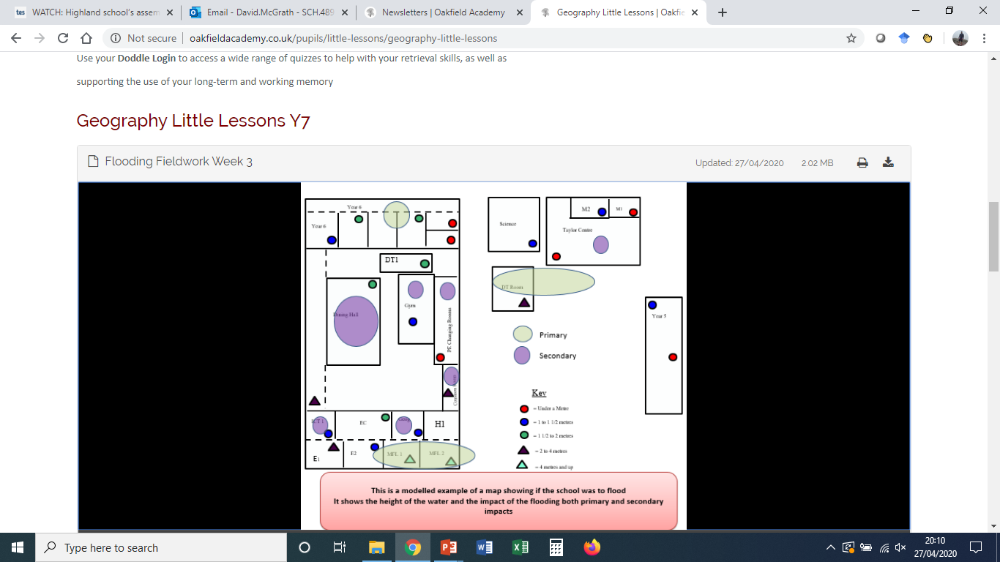 WATCH: Highland school's assem
Email - David.McGrath - SCH.489
Newsletters | Oakfield Academy
Geography Little Lessons | Oakfie
Not secure | oakfieldacademy.co.uk/pupils/little-lessons/geography-little-lessons
Use your Doddle Login to access a wide range of quizzes to help with your retrieval skills, as well as
supporting the use of your long-term and working memory
Geography Little Lessons Y7
Flooding Fieldwork Week 3
Updated: 27/04/2020 2.02 MB
Year 6
Year 6
DT1
Dining Hall
Gym
PE Changing Rooms
ICT 1
EC
Geog
H1
E1
E2
MFL 1
MFL 2
Science
M2
M1
Taylor Centre
DT Room
Year 5
Primary
Secondary
Key
= Under a Metre
= 1 to 1 1/2 metres
= 1 1/2 to 2 metres
= 2 to 4 metres
= 4 metres and up
This is a modelled example of a map showing if the school was to flood
It shows the height of the water and the impact of the flooding both primary and secondary
impacts
Type here to search
20:10
27/04/2020